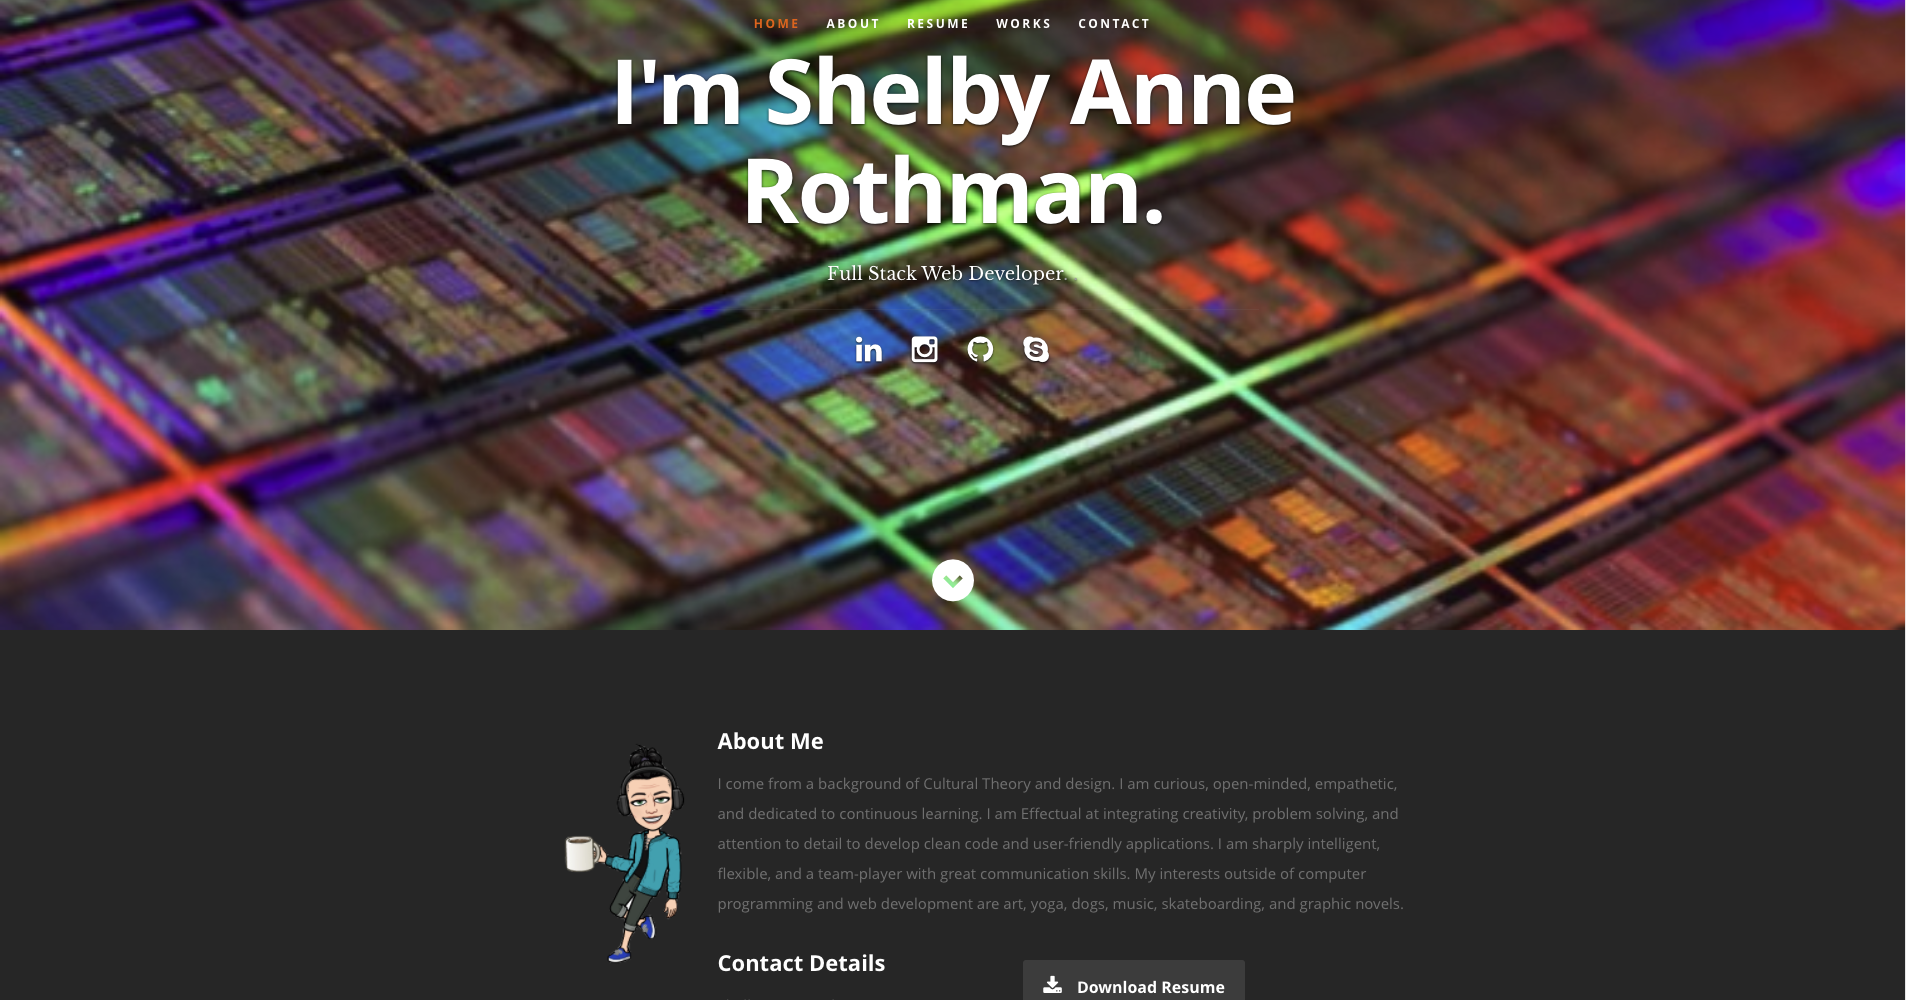 HOME ABOUT RESUME WORKS CONTACT
I'm Shelby Anne
Rothman.
Full Stack Web Developer.
About Me
I come from a background of Cultural Theory and design. I am curious, open-minded, empathetic,
and dedicated to continuous learning. I am Effectual at integrating creativity, problem solving, and
attention to detail to develop clean code and user-friendly applications. I am sharply intelligent,
flexible, and a team-player with great communication skills. My interests outside of computer
programming and web development are art, yoga, dogs, music, skateboarding, and graphic novels.
Contact Details
Download Resume